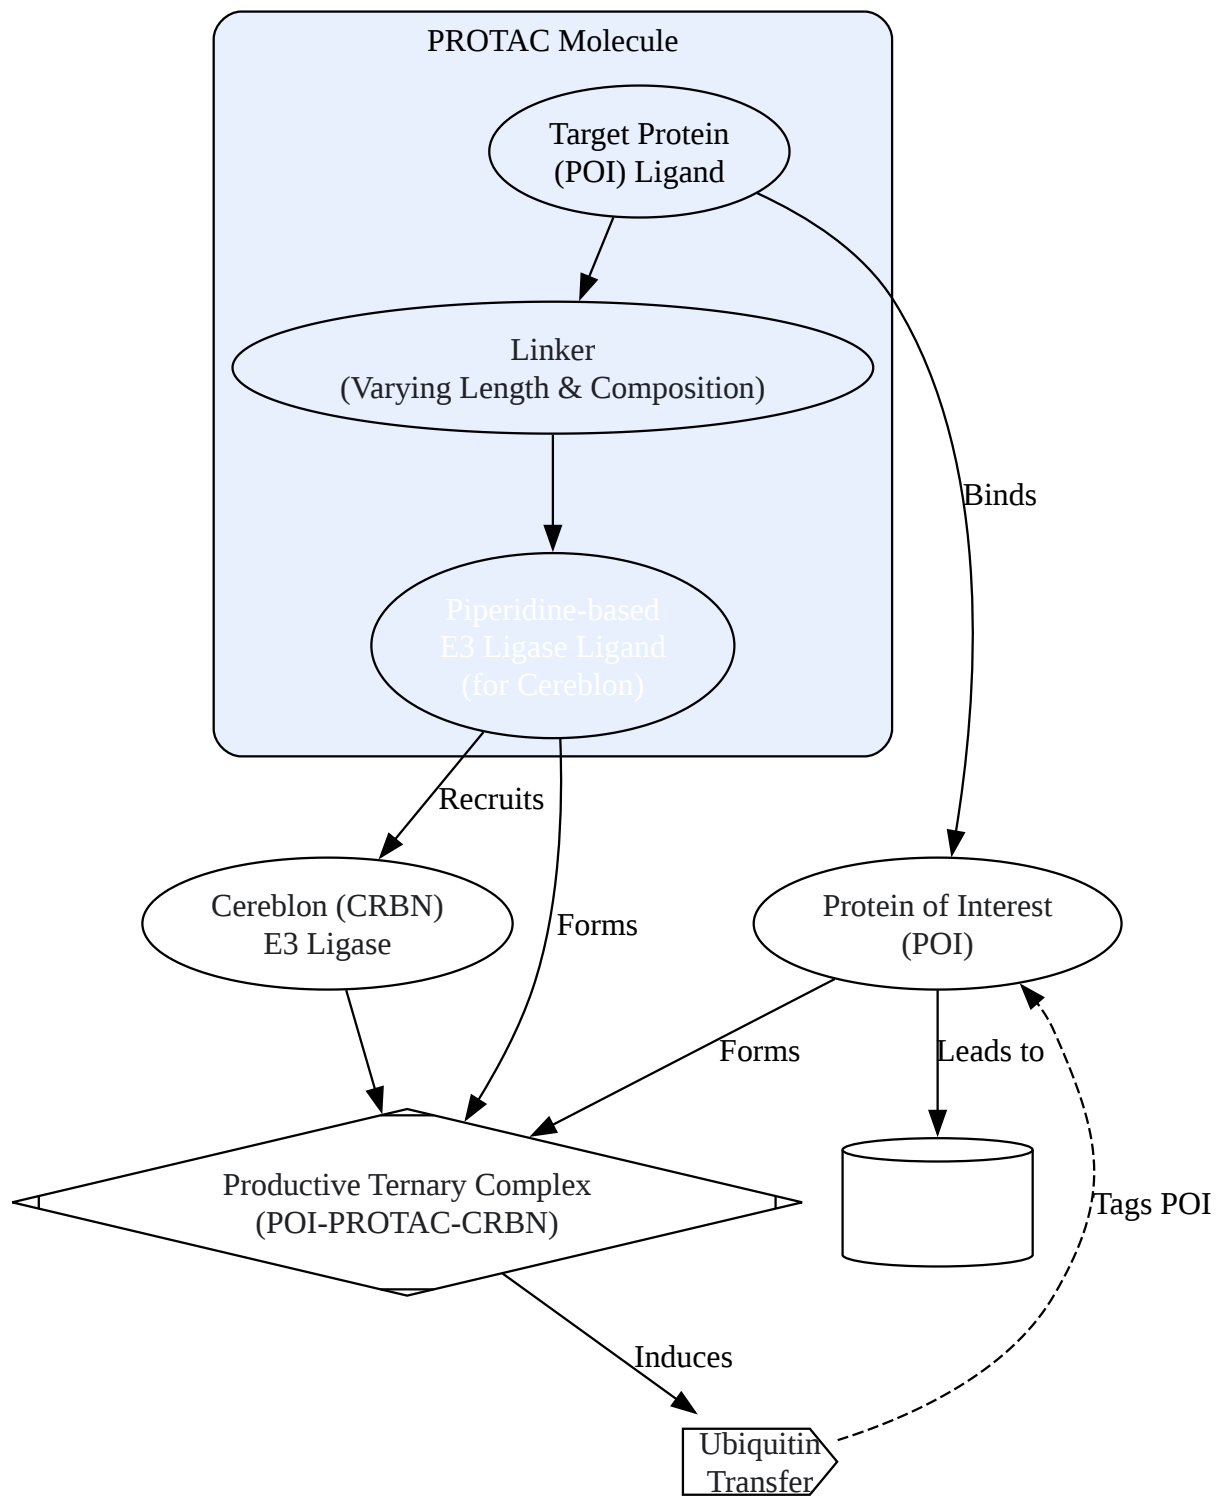 PROTAC Molecule
Target Protein
(POI) Ligand
Linker
(Varying Length & Composition)
Binds
Piperidine-based
E3 Ligase Ligand
(for Cereblon)
Recruits
Cereblon (CRBN)
E3 Ligase
Forms
Protein of Interest
(POI)
Forms
Leads to
Productive Ternary Complex
(POI-PROTAC-CRBN)
Tags POI
Induces
Ubiquitin
Transfer